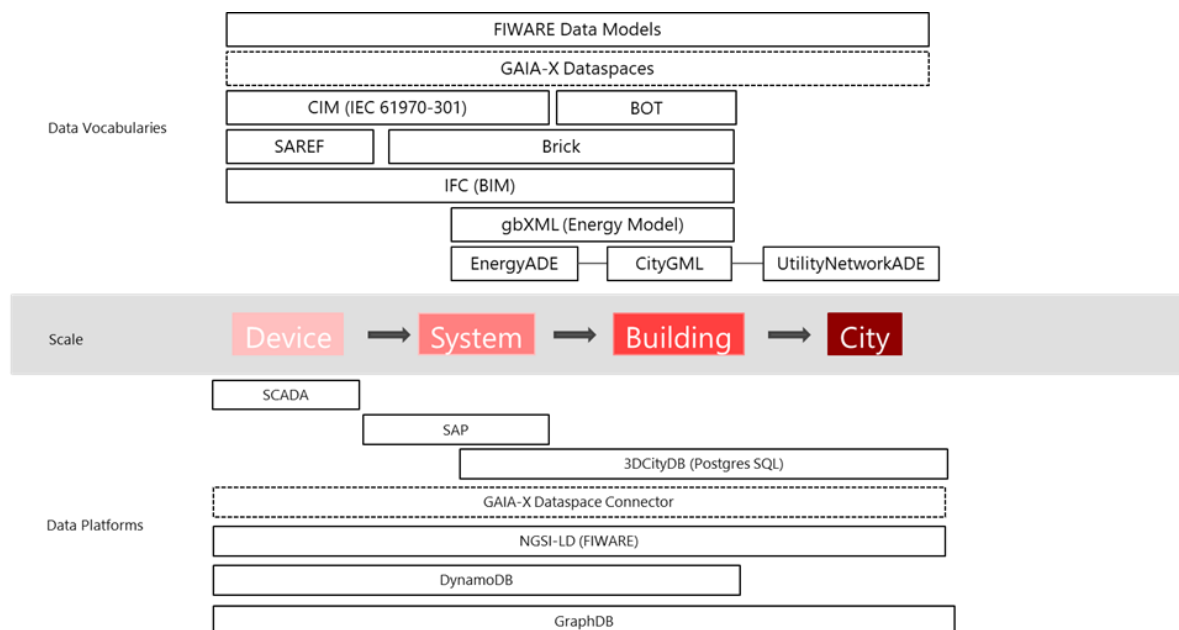 FIWARE Data Models
GAIA-X Dataspaces
CIM (IEC 61970-301)
BOT
Data Vocabularies
SAREF
Brick
IFC (BIM)
gbXML (Energy Model)
EnergyADE
CityGML
UtilityNetworkADE
Scale
Device
System
Building
City
SCADA
SAP
3DCityDB (Postgres SQL)
GAIA-X Dataspace Connector
Data Platforms
NGSI-LD (FIWARE)
DynamoDB
GraphDB